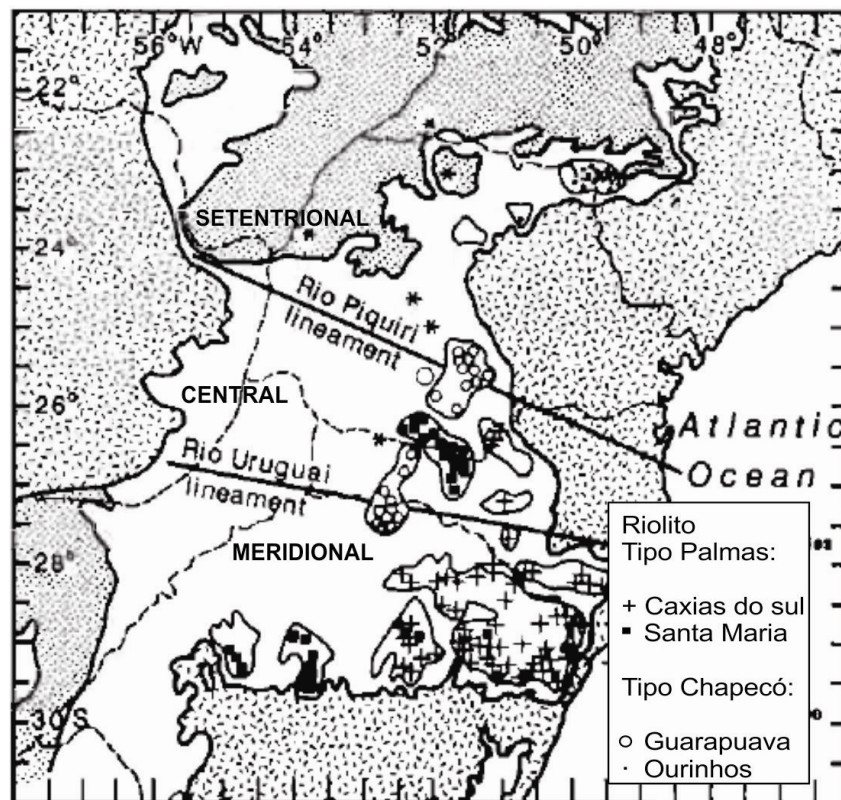 56°W 54° 50° 48°
22°
SETENTRIONAL
24°
Rio Piquiri
lineament
CENTRAL
26°
Atlantic
Ocean
Rio Uruguai
lineament
MERIDIONAL
28°
30°S
Riolito
Tipo Palmas:
+ Caxias do sul
▪ Santa Maria
Tipo Chapecó:
○ Guarapuava
· Ourinhos